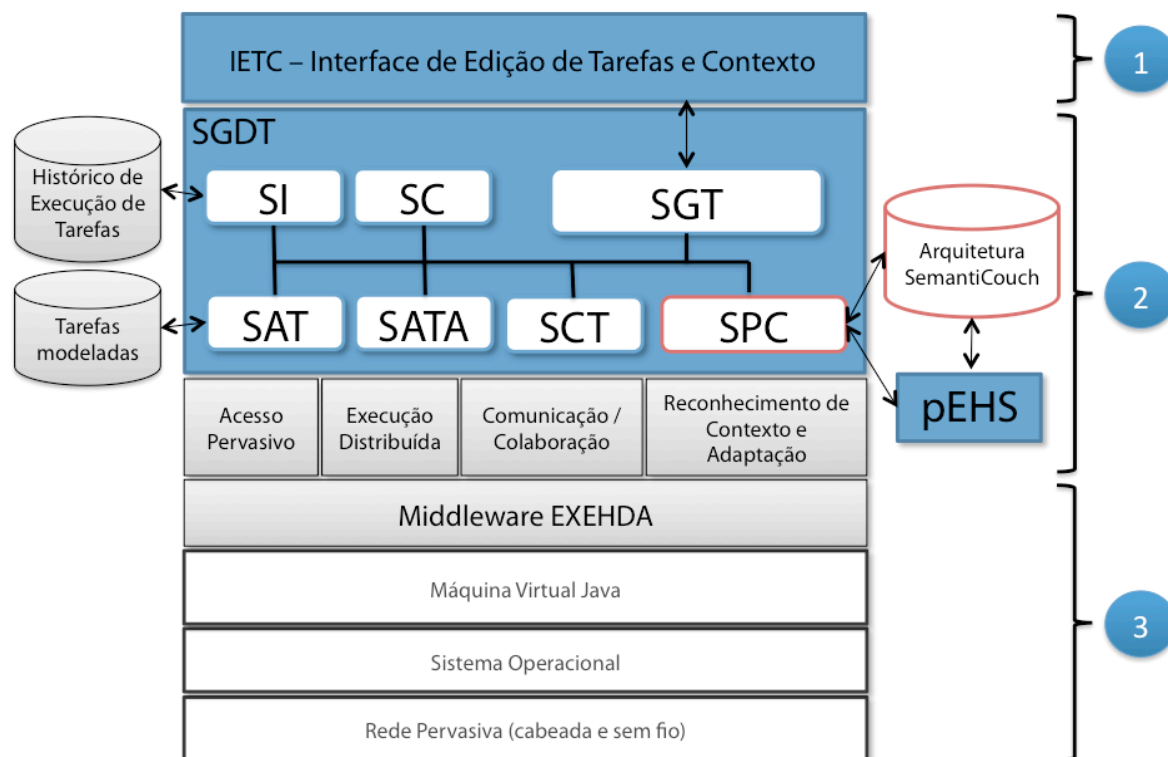 IETC – Interface de Edição de Tarefas e Contexto
1
SGDT
Histórico de
Execução de
Tarefas
SI
SC
SGT
Arquitetura
SemantiCouch
2
Tarefas
modeladas
SAT
SATA
SCT
SPC
pEHS
Acesso
Pervasivo
Execução
Distribuída
Comunicação /
Colaboração
Reconhecimento de
Contexto e
Adaptação
Middleware EXEHDA
Máquina Virtual Java
3
Sistema Operacional
Rede Pervasiva (cabeada e sem fio)